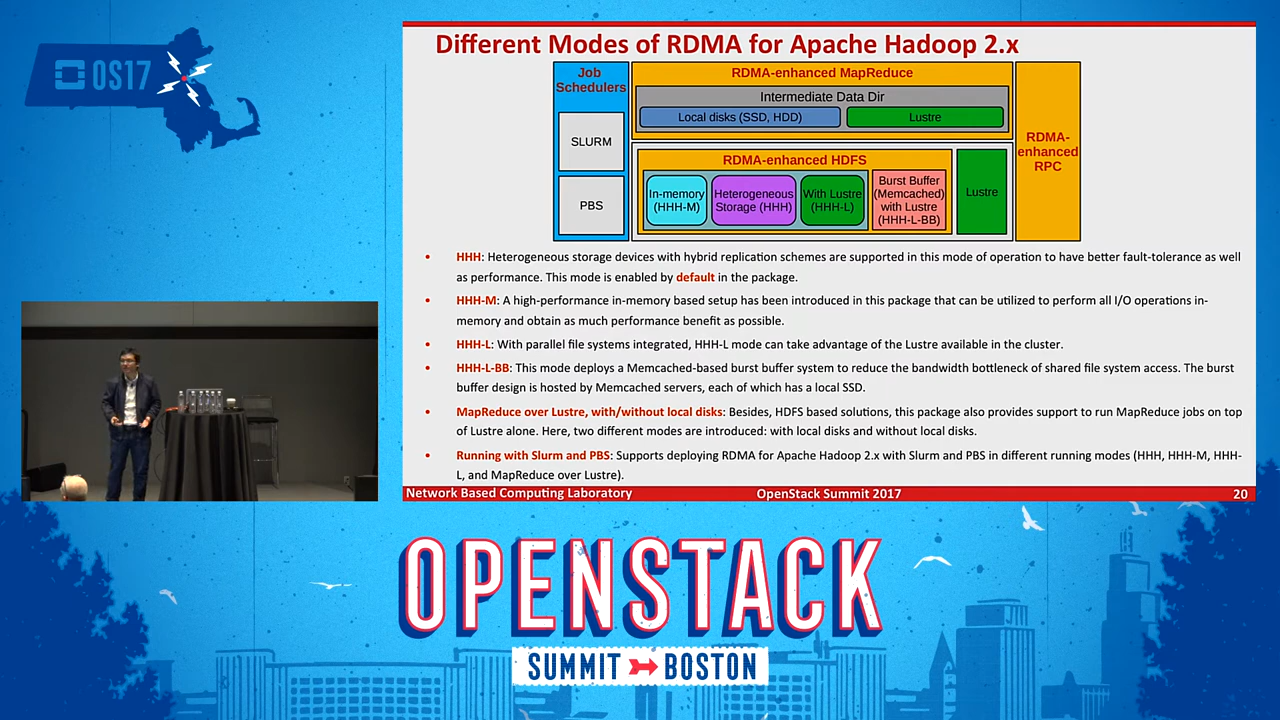 OS17
Different Modes of RDMA for Apache Hadoop 2.x
Job
Schedulers
SLURM
PBS
RDMA-enhanced MapReduce
Intermediate Data Dir
Local disks (SSD, HDD)
Lustre
RDMA-enhanced HDFS
In-memory
(HHH-M)
Heterogeneous
Storage (HHH)
With Lustre
(HHH-L)
Burst Buffer
(Memcached)
with Lustre
(HHH-L-BB)
Lustre
RDMA-
enhanced
RPC
• HHH: Heterogeneous storage devices with hybrid replication schemes are supported in this mode of operation to have better fault-tolerance as well
as performance. This mode is enabled by default in the package.
• HHH-M: A high-performance in-memory based setup has been introduced in this package that can be utilized to perform all I/O operations in-
memory and obtain as much performance benefit as possible.
• HHH-L: With parallel file systems integrated, HHH-L mode can take advantage of the Lustre available in the cluster.
• HHH-L-BB: This mode deploys a Memcached-based burst buffer system to reduce the bandwidth bottleneck of shared file system access. The burst
buffer design is hosted by Memcached servers, each of which has a local SSD.
• MapReduce over Lustre, with/without local disks: Besides, HDFS based solutions, this package also provides support to run MapReduce jobs on top
of Lustre alone. Here, two different modes are introduced: with local disks and without local disks.
• Running with Slurm and PBS: Supports deploying RDMA for Apache Hadoop 2.x with Slurm and PBS in different running modes (HHH, HHH-M, HHH-
L, and MapReduce over Lustre).
Network Based Computing Laboratory
OpenStack Summit 2017
20
OPENSTACK
SUMMIT BOSTON